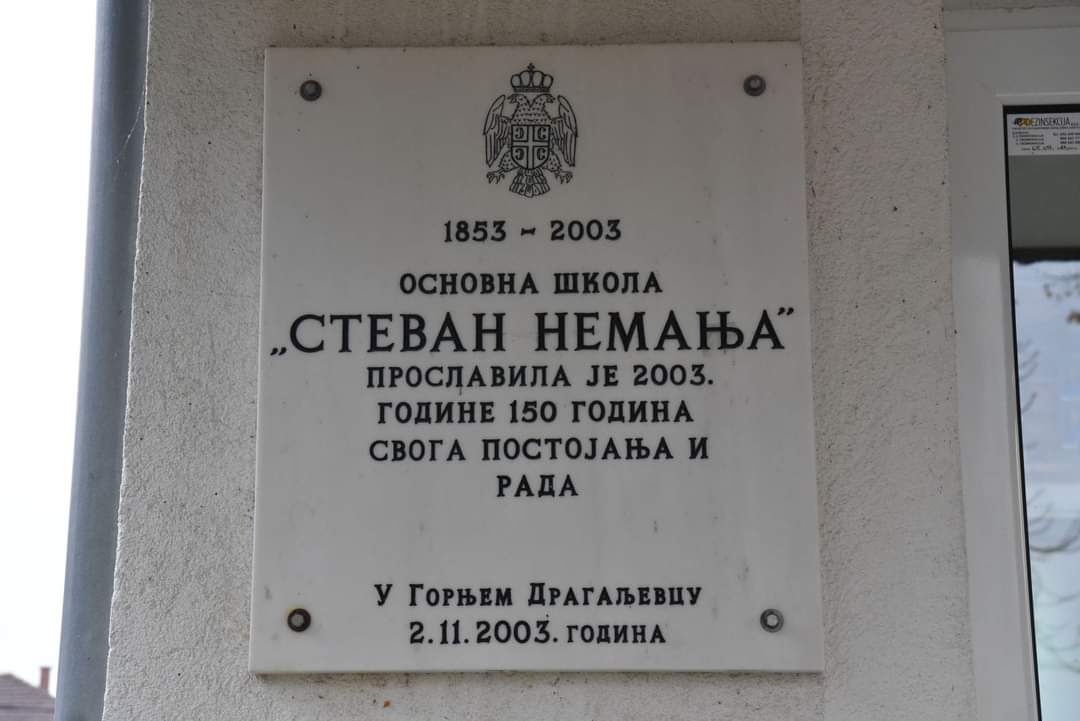 1853 - 2003
ОСНОВНА ШКОЛА
„СТЕВАН НЕМАЊА”
ПРОСЛАВИЛА ЈЕ 2003.
ГОДИНЕ 150 ГОДИНА
СВОГА ПОСТОЈАЊА И
РАДА
У ГОРЊЕМ ДРАГАЉЕВЦУ
2.11.2003. ГОДИНА
DEZINSEKCIJA